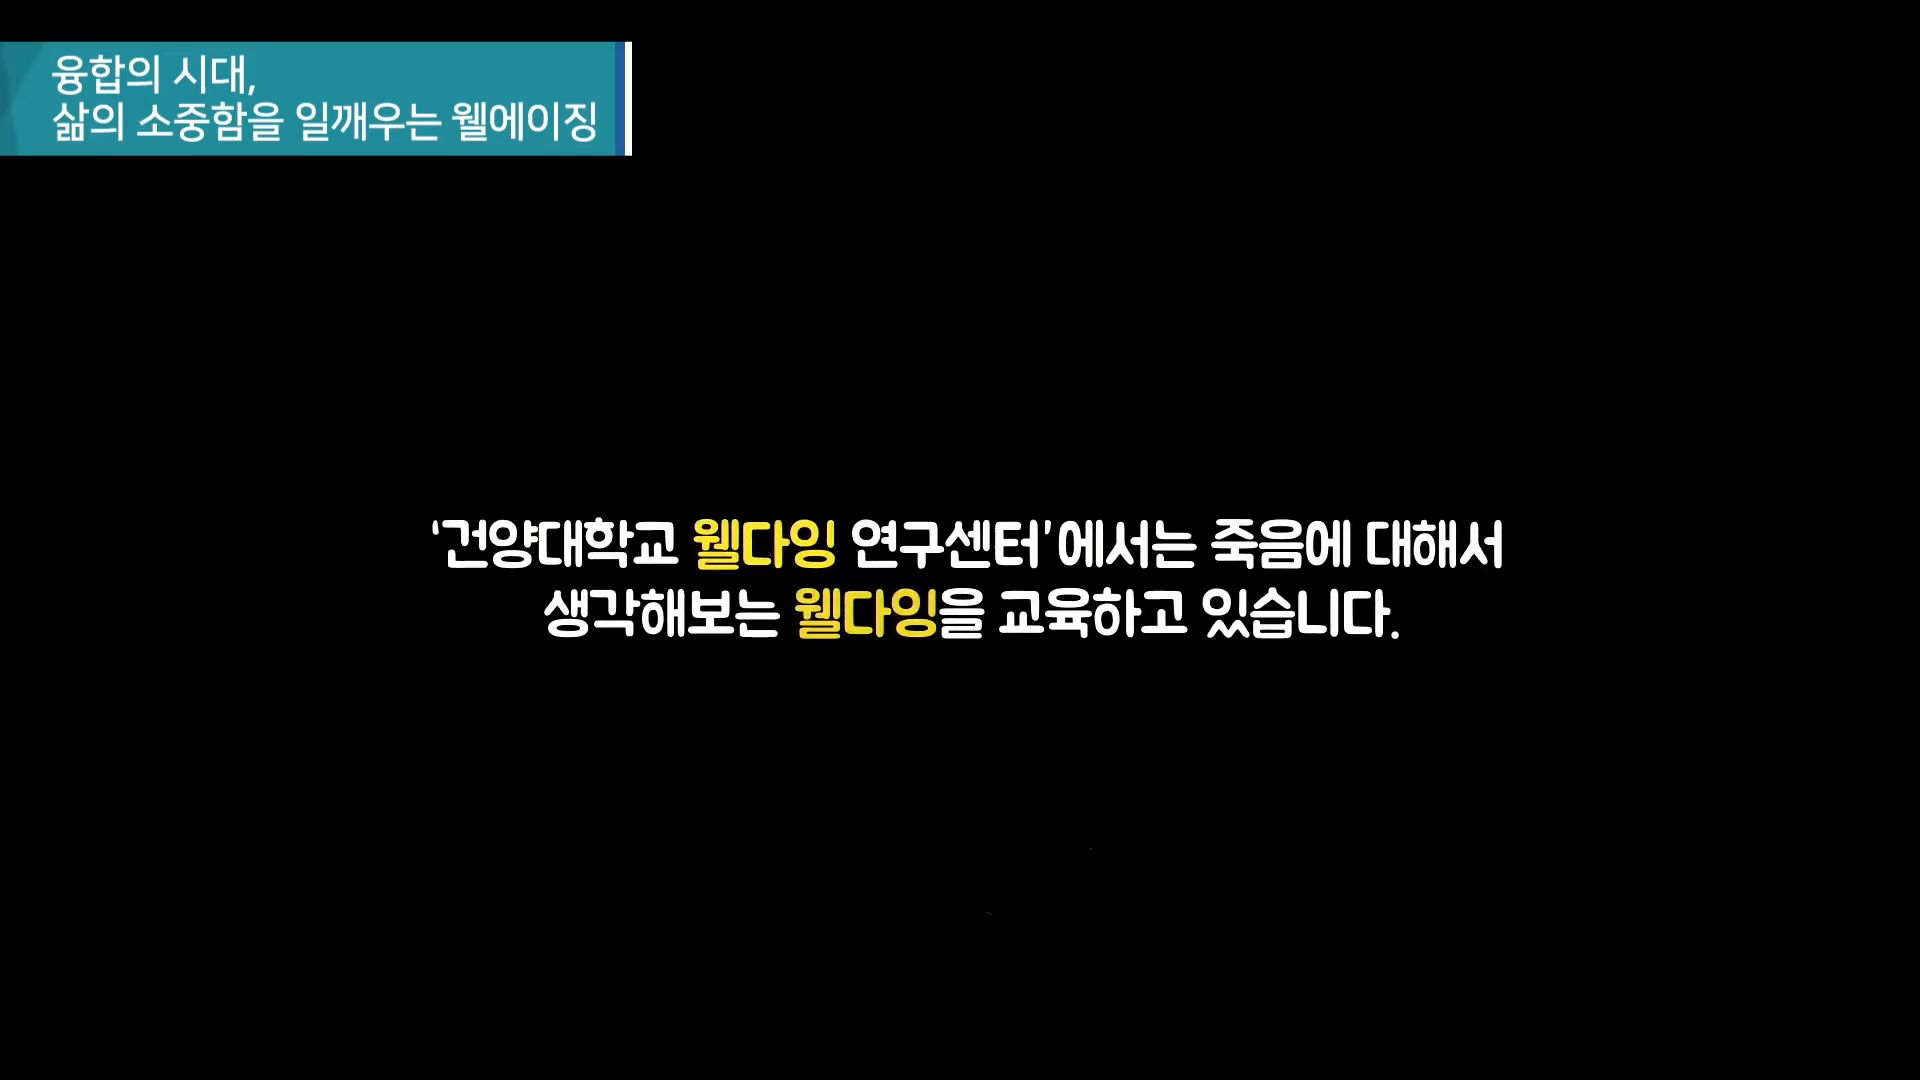 융합의 시대,
삶의 소중함을 일깨우는 웰에이징
‘건양대학교 웰다잉 연구센터’에서는 죽음에 대해서
생각해보는 웰다잉을 교육하고 있습니다.